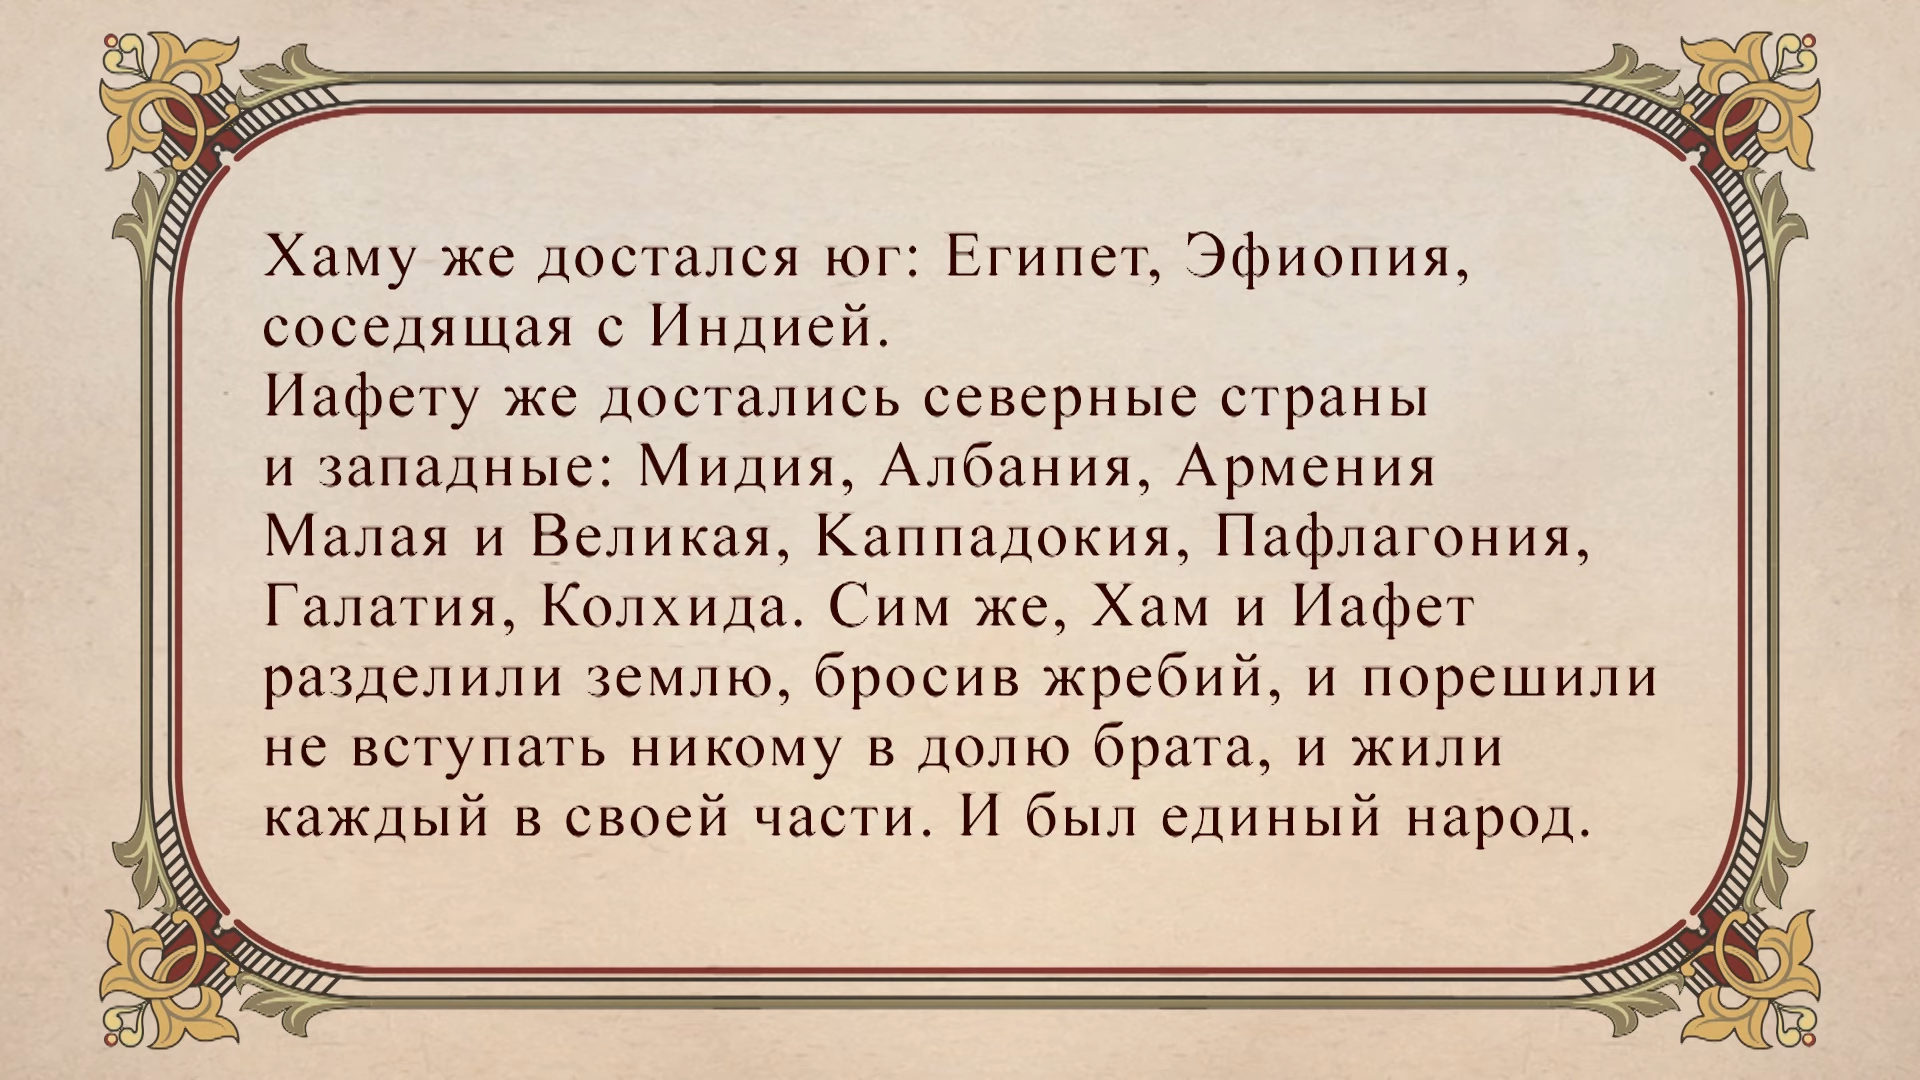 Хаму же достался юг: Египет, Эфиопия,
соседящая с Индией.
Иафету же достались северные страны
и западные: Мидия, Албания, Армения
Малая и Великая, Каппадокия, Пафлагония,
Галатия, Колхида. Сим же, Хам и Иафет
разделили землю, бросив жребий, и порешили
не вступать никому в долю брата, и жили
каждый в своей части. И был единый народ.